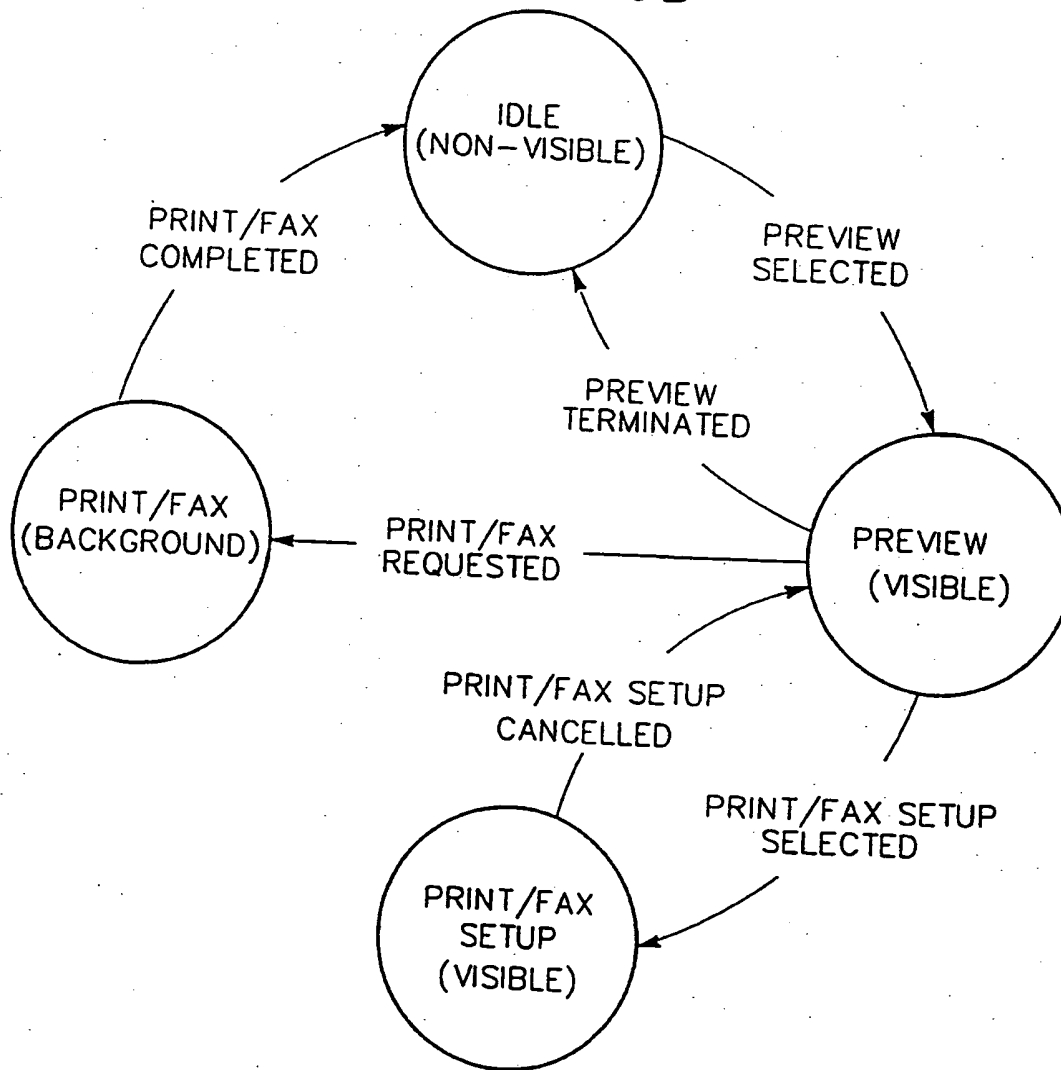 IDLE
(NON-VISIBLE)
PRINT/FAX
COMPLETED
PREVIEW
SELECTED
PREVIEW
TERMINATED
PRINT/FAX
(BACKGROUND)
PRINT/FAX
REQUESTED
PREVIEW
(VISIBLE)
PRINT/FAX SETUP
CANCELLED
PRINT/FAX SETUP
SELECTED
PRINT/FAX
SETUP
(VISIBLE)